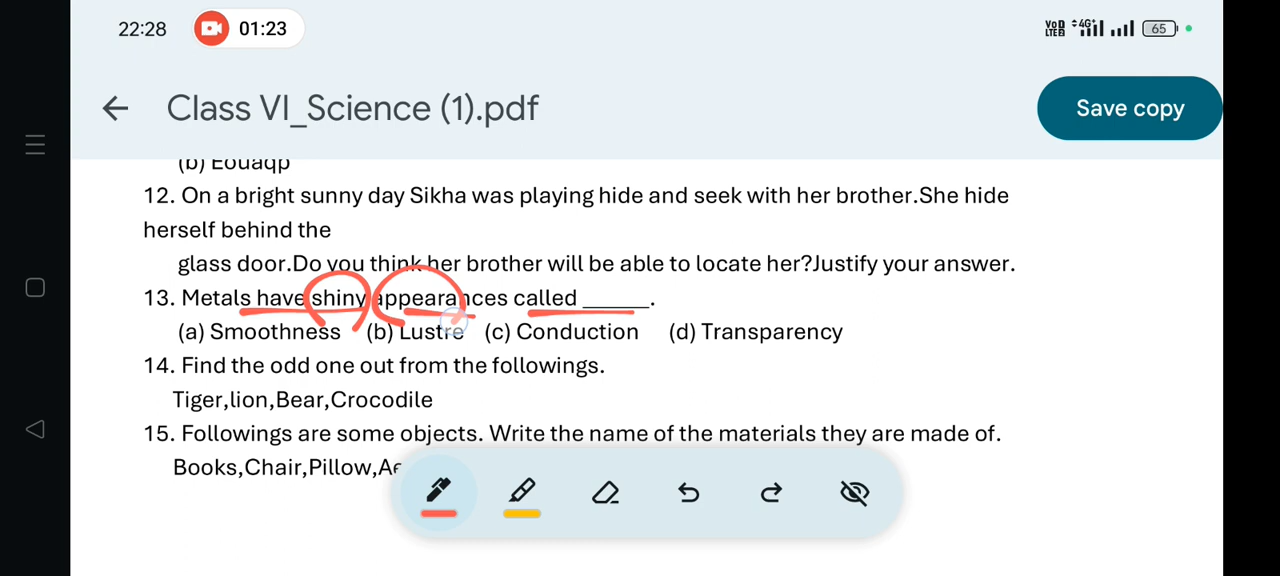 22:28
01:23
VoD LTE2 4G+ 65
Class VI_Science (1).pdf
Save copy
(b) Eouaqp
12. On a bright sunny day Sikha was playing hide and seek with her brother.She hide
herself behind the
glass door.Do you think her brother will be able to locate her?Justify your answer.
13. Metals have shiny appearances called ______.
(a) Smoothness (b) Lustre (c) Conduction (d) Transparency
14. Find the odd one out from the followings.
Tiger,lion,Bear,Crocodile
15. Followings are some objects. Write the name of the materials they are made of.
Books,Chair,Pillow,